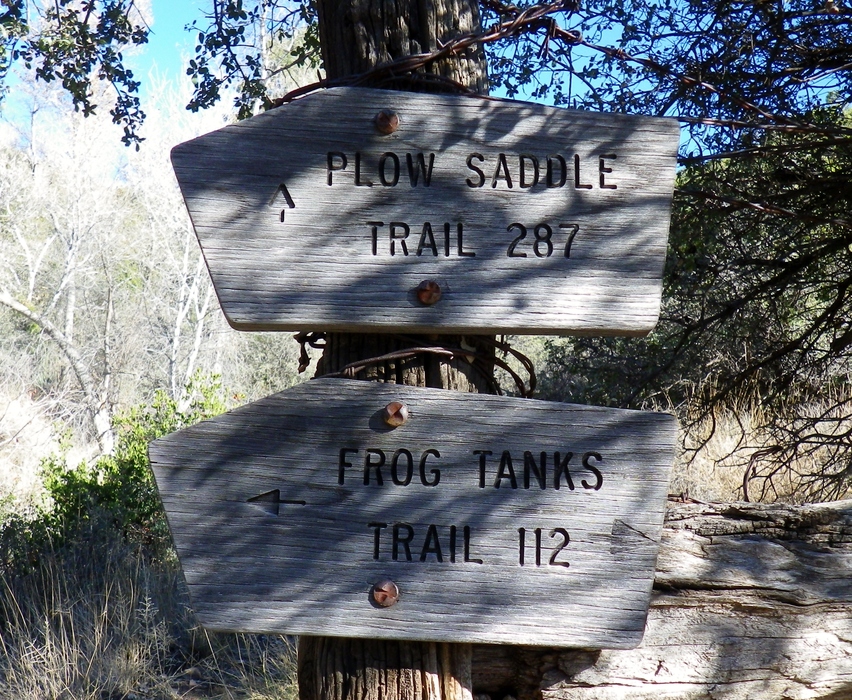 PLOW SADDLE
TRAIL 287
FROG TANKS
TRAIL 112